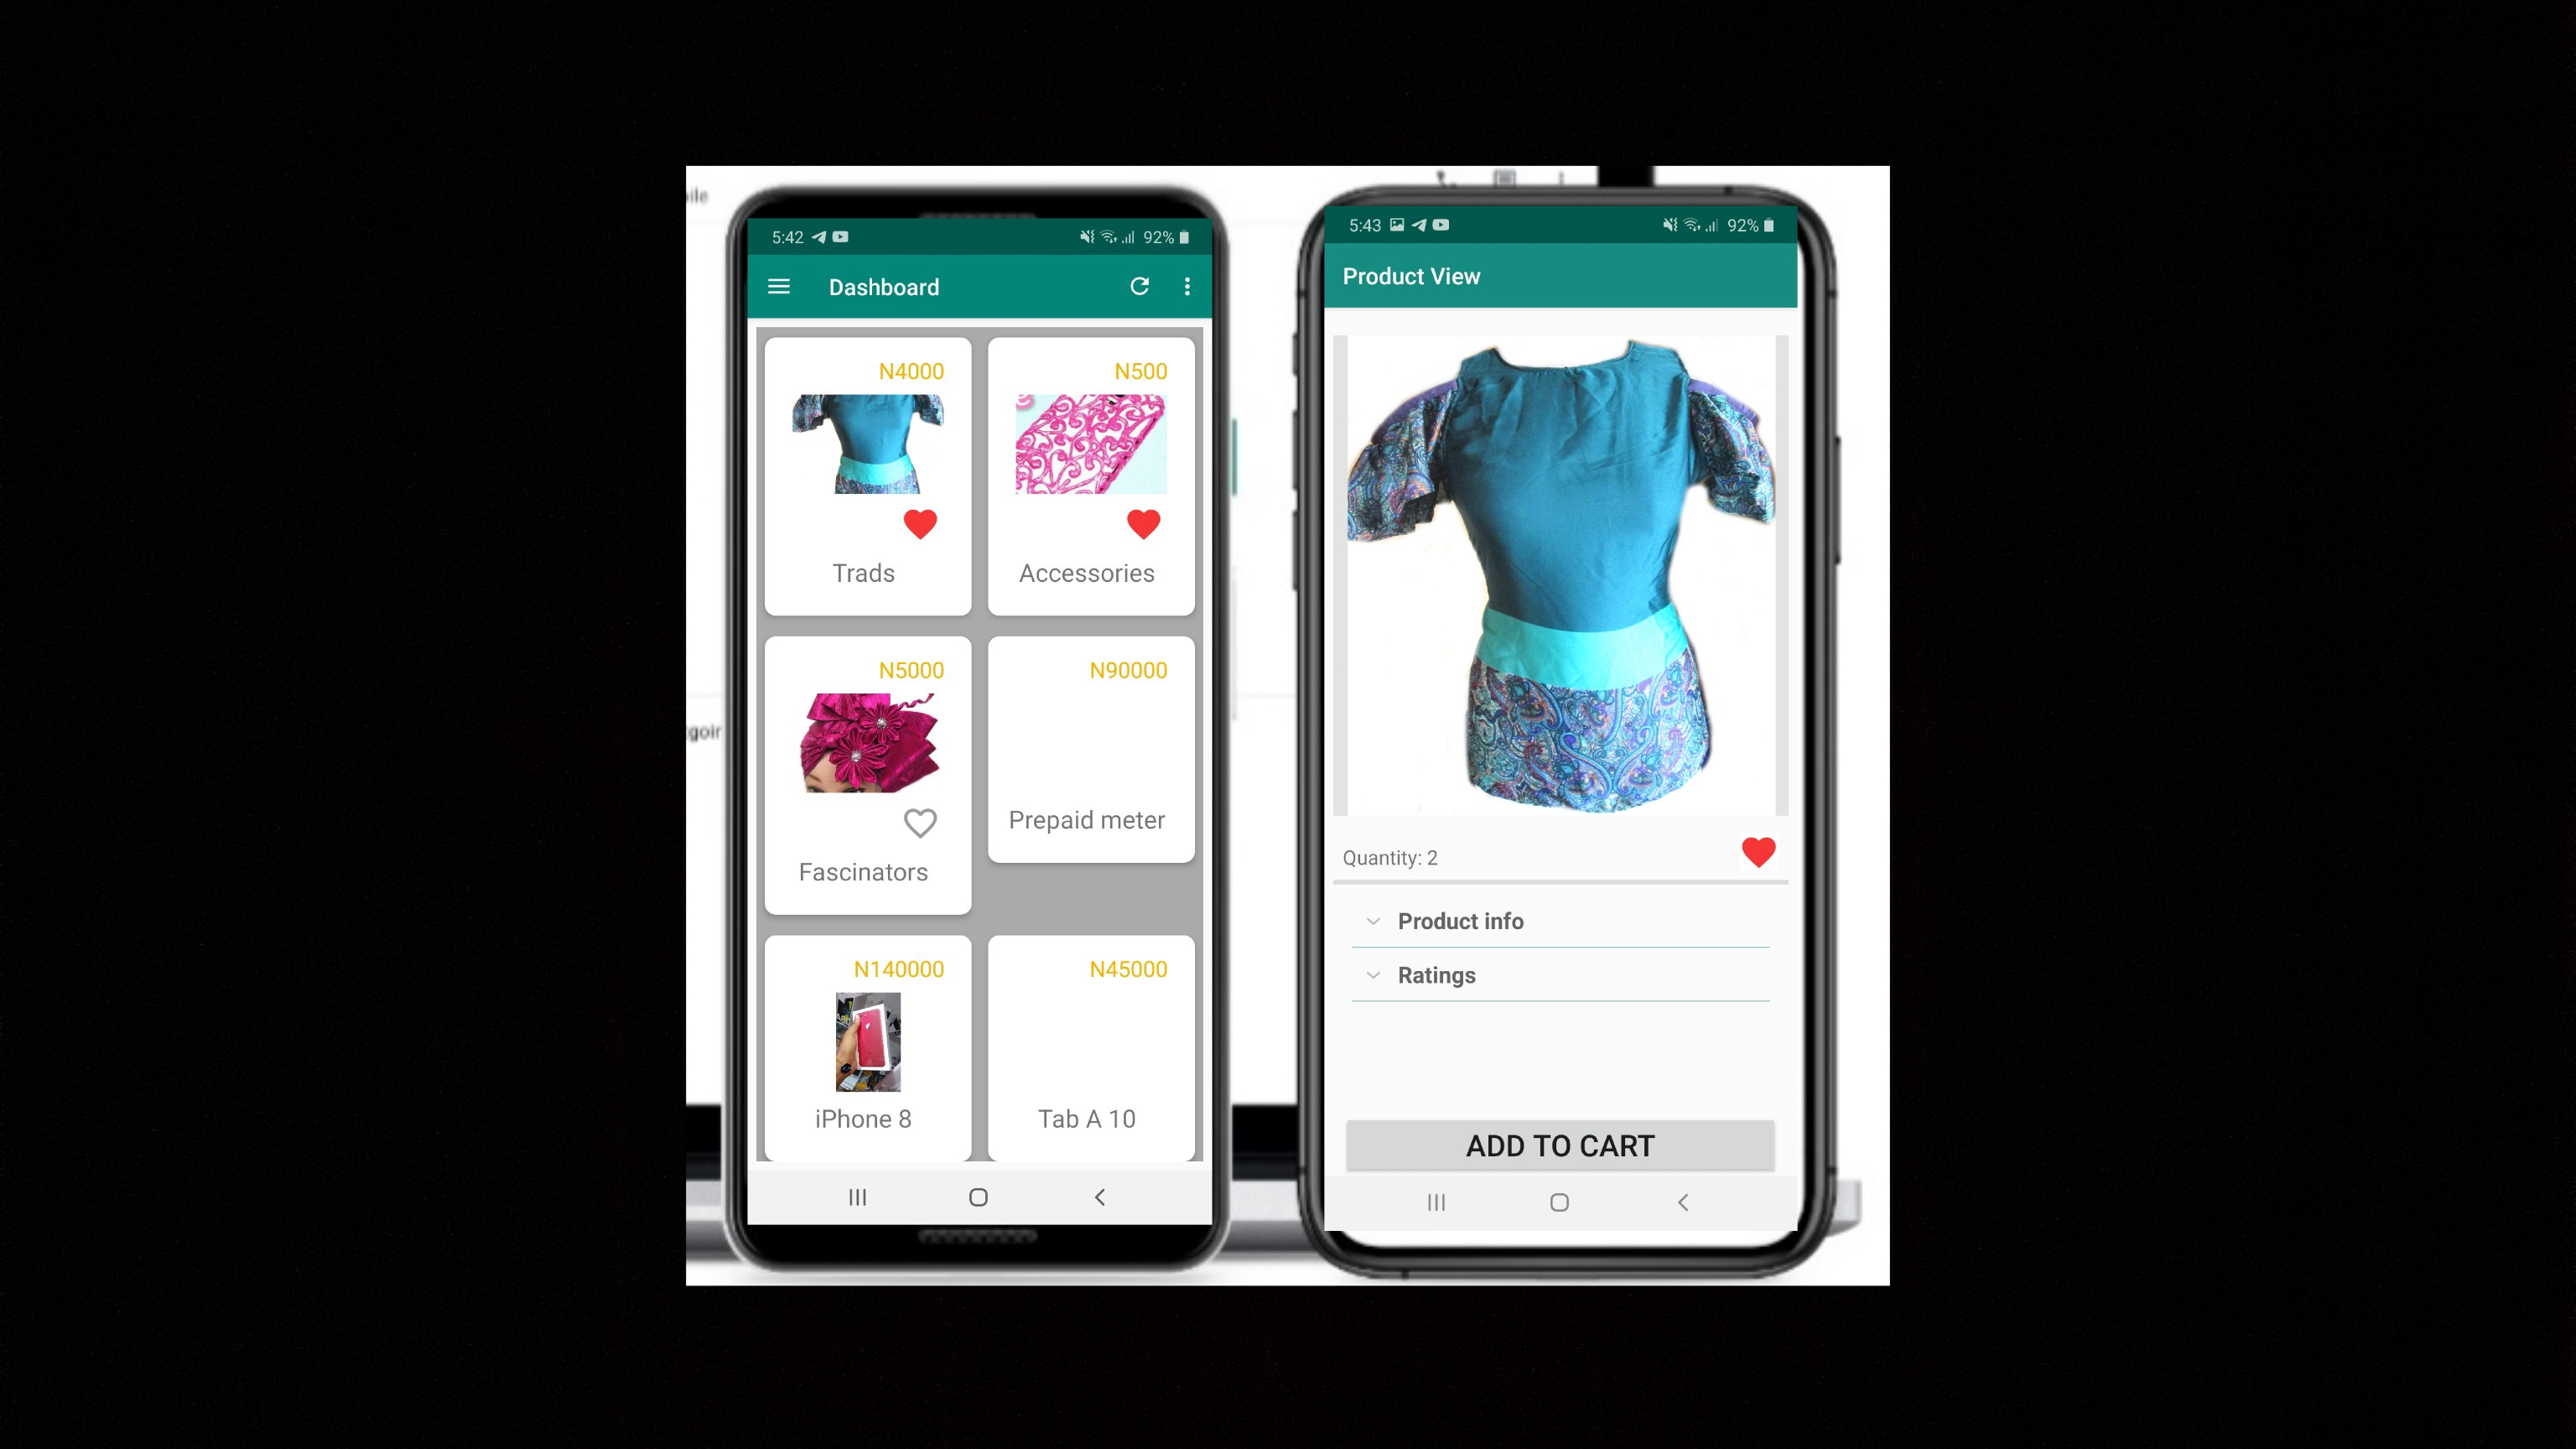 ile
goir
5:42 92%
Dashboard
N4000 N500
Trads Accessories
N5000 N90000
Fascinators Prepaid meter
N140000 N45000
iPhone 8 Tab A 10
5:43 92%
Product View
Quantity: 2
Product info
Ratings
ADD TO CART